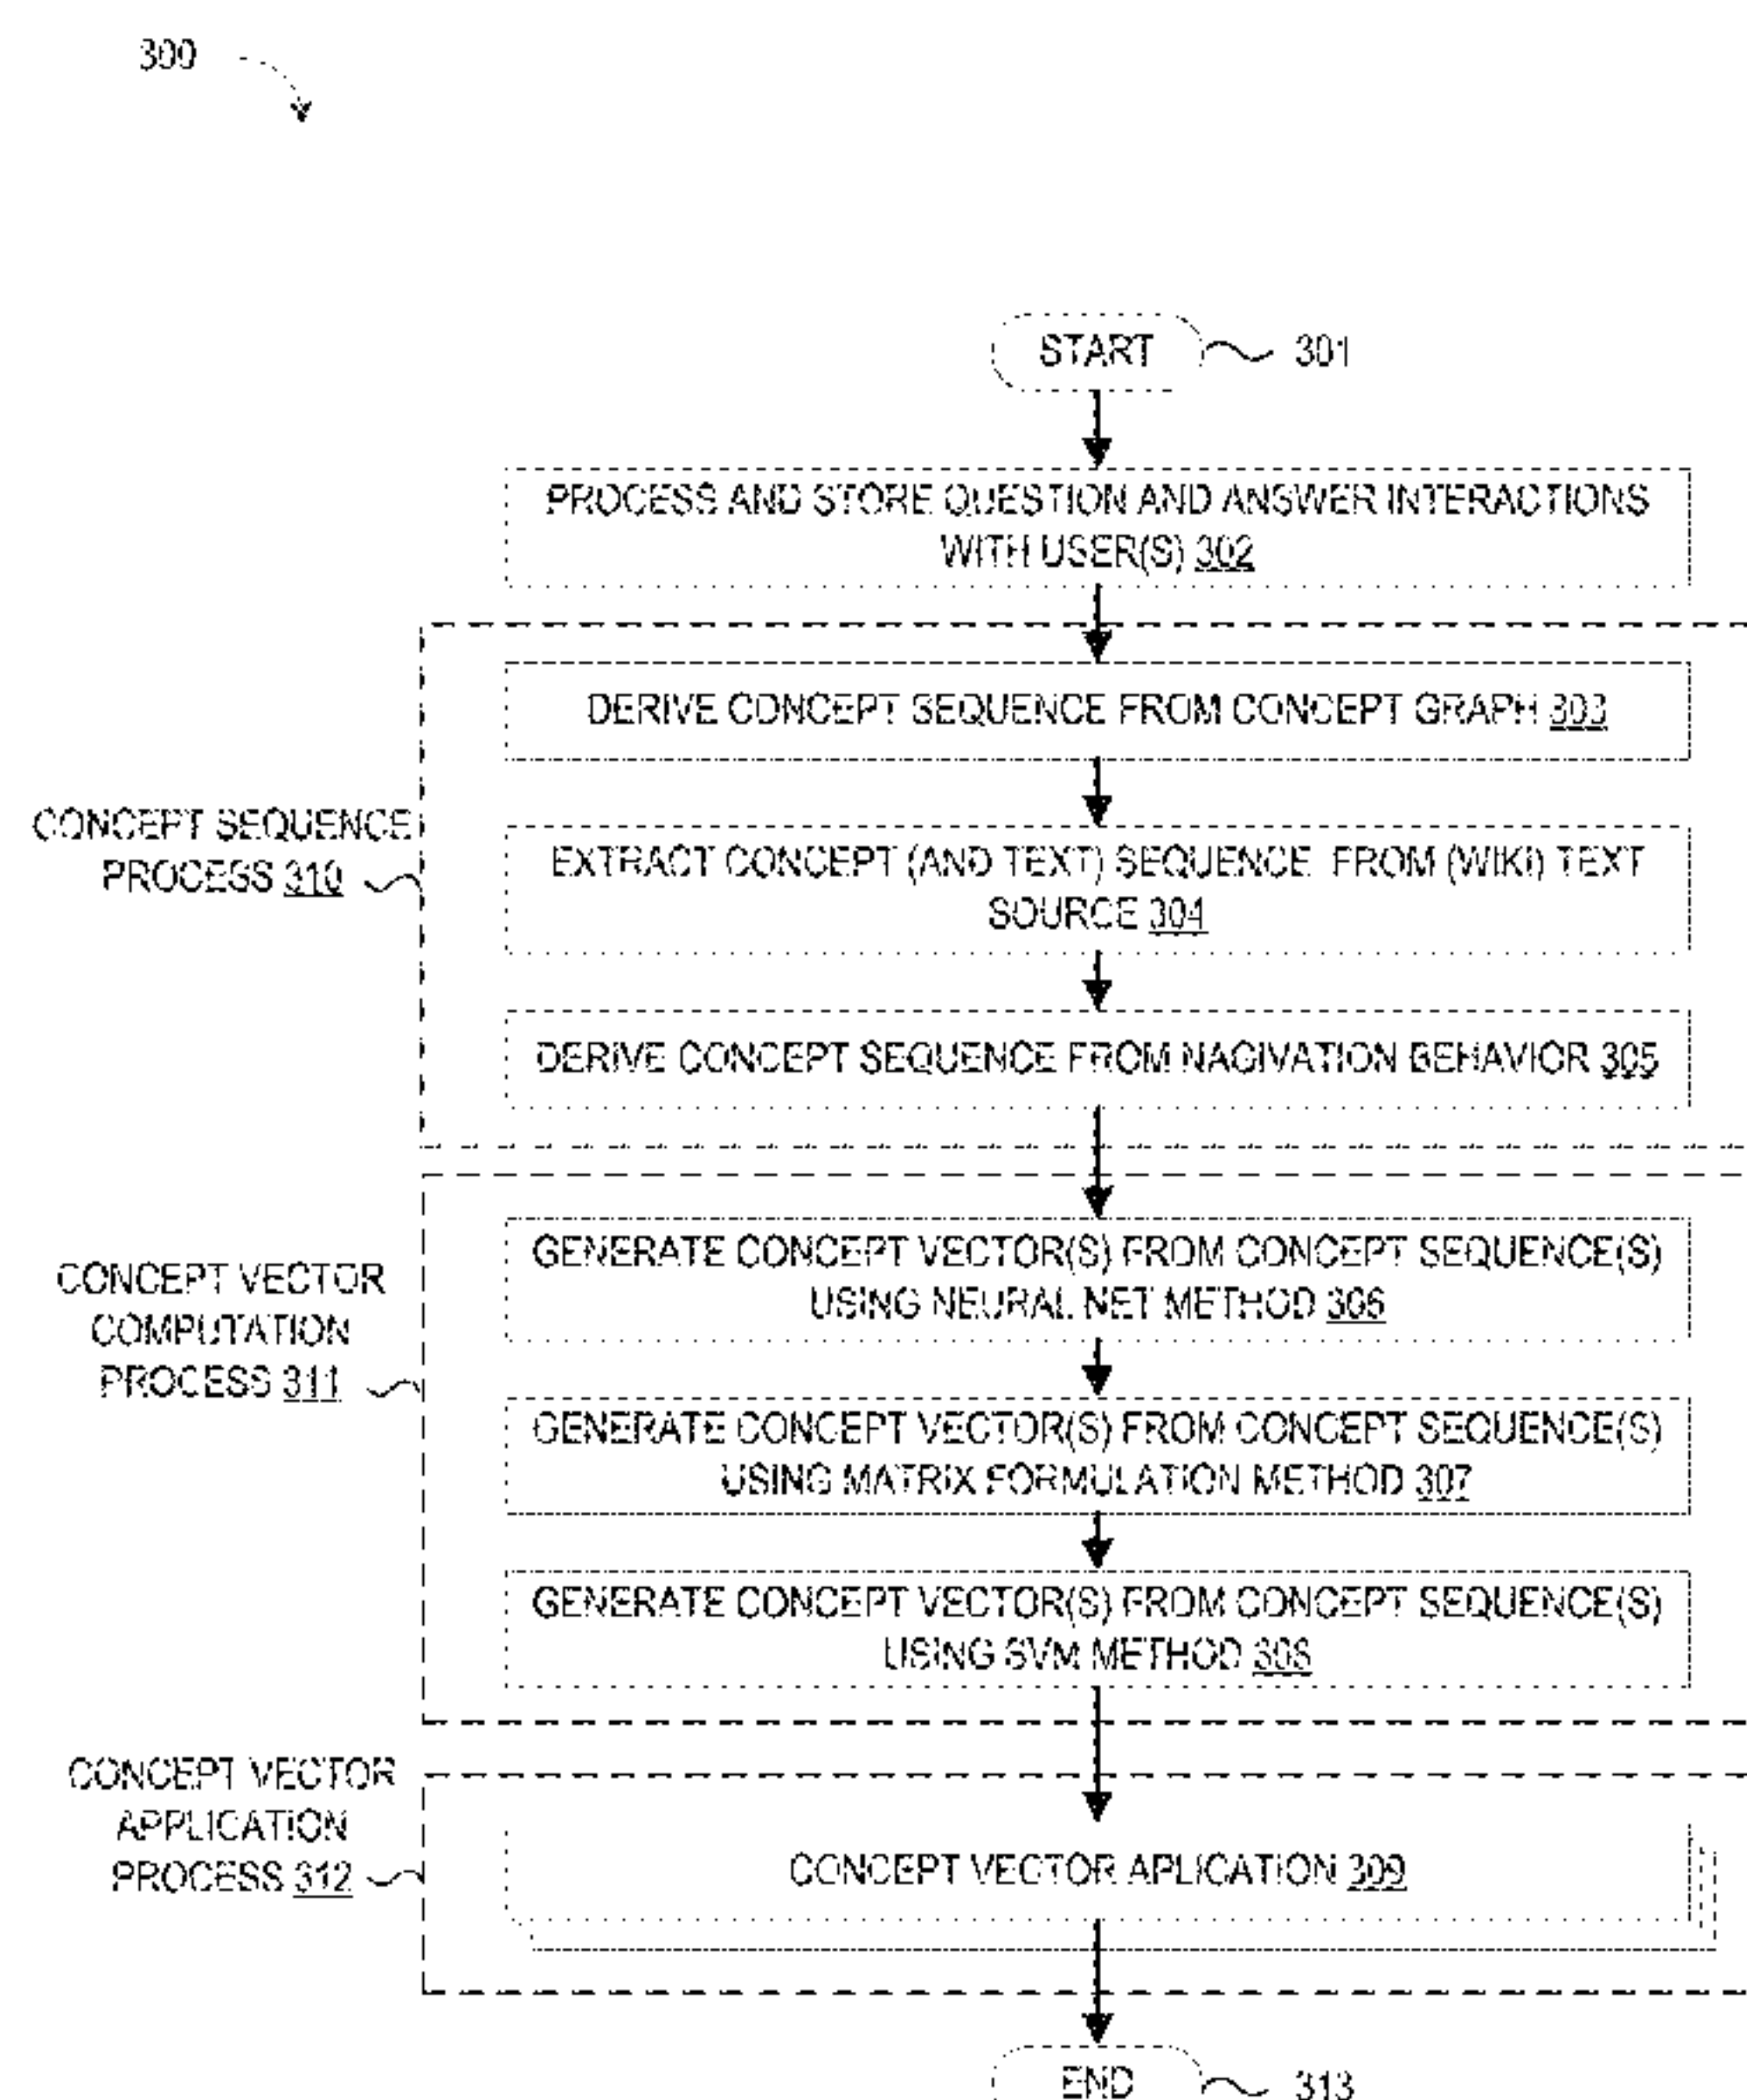 300
START
301
PROCESS AND STORE QUESTION AND ANSWER INTERACTIONS
WITH USER(S) 302
DERIVE CONCEPT SEQUENCE FROM CONCEPT GRAPH 303
CONCEPT SEQUENCE
PROCESS 310
EXTRACT CONCEPT (AND TEXT) SEQUENCE FROM (WIKI) TEXT
SOURCE 304
DERIVE CONCEPT SEQUENCE FROM NAGIVATION BEHAVIOR 305
CONCEPT VECTOR
COMPUTATION
PROCESS 311
GENERATE CONCEPT VECTOR(S) FROM CONCEPT SEQUENCE(S)
USING NEURAL NET METHOD 306
GENERATE CONCEPT VECTOR(S) FROM CONCEPT SEQUENCE(S)
USING MATRIX FORMULATION METHOD 307
GENERATE CONCEPT VECTOR(S) FROM CONCEPT SEQUENCE(S)
USING SVM METHOD 308
CONCEPT VECTOR
APPLICATION
PROCESS 312
CONCEPT VECTOR APLICATION 309
END
313